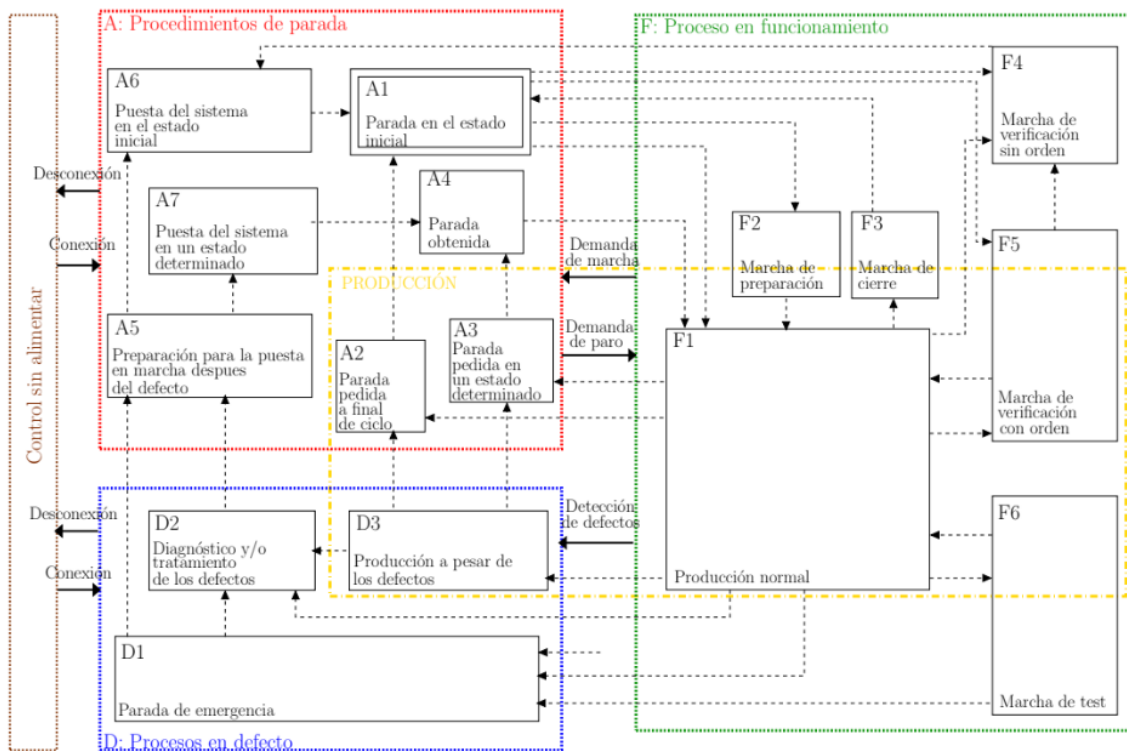 A: Procedimientos de parada
F: Proceso en funcionamiento
Control sin alimentar
A6
Puesta del sistema
en el estado
inicial
A1
Parada en el estado
inicial
F4
Marcha de
verificación
sin orden
Desconexión
Conexión
A7
Puesta del sistema
en un estado
determinado
A4
Parada
obtenida
Demanda
de marcha
F2
Marcha de
preparación
F3
Marcha de
cierre
F5
Marcha de
verificación
con orden
PRODUCCIÓN
A5
Preparación para la puesta
en marcha despues
del defecto
A2
Parada
pedida
a final
de ciclo
A3
Parada
pedida en
un estado
determinado
Demanda
de paro
F1
Producción normal
Desconexión
Conexión
D2
Diagnóstico y/o
tratamiento
de los defectos
D3
Producción a pesar de
los defectos
Detección
de defectos
F6
Marcha de test
D1
Parada de emergencia
D: Procesos en defecto